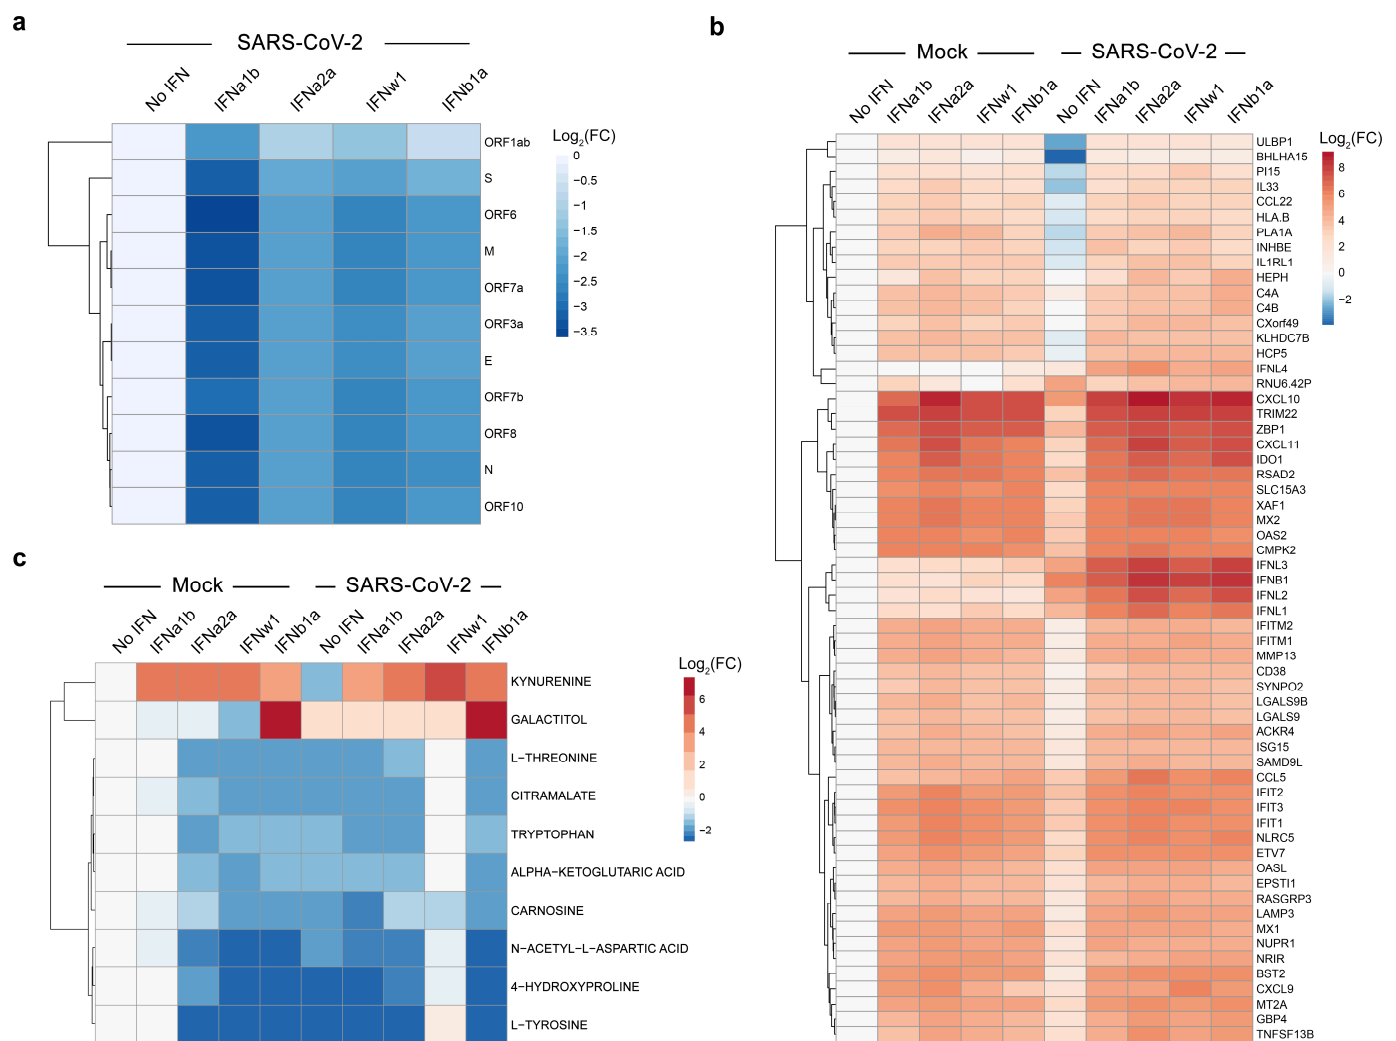 a
SARS-CoV-2
No IFN IFNa1b IFNa2a IFNw1 IFNb1a
ORF1ab
S
ORF6
M
ORF7a
ORF3a
E
ORF7b
ORF8
N
ORF10
Log2(FC)
0
−0.5
−1
−1.5
−2
−2.5
−3
−3.5
b
Mock SARS-CoV-2
No IFN IFNa1b IFNa2a IFNw1 IFNb1a No IFN IFNa1b IFNa2a IFNw1 IFNb1a
ULBP1
BHLHA15
PI15
IL33
CCL22
HLA.B
PLA1A
INHBE
IL1RL1
HEPH
C4A
C4B
CXorf49
KLHDC7B
HCP5
IFNL4
RNU6.42P
CXCL10
TRIM22
ZBP1
CXCL11
IDO1
RSAD2
SLC15A3
XAF1
MX2
OAS2
CMPK2
IFNL3
IFNB1
IFNL2
IFNL1
IFITM2
IFITM1
MMP13
CD38
SYNPO2
LGALS9B
LGALS9
ACKR4
ISG15
SAMD9L
CCL5
IFIT2
IFIT3
IFIT1
NLRC5
ETV7
OASL
EPSTI1
RASGRP3
LAMP3
MX1
NUPR1
NRIR
BST2
CXCL9
MT2A
GBP4
TNFSF13B
Log2(FC)
8
6
4
2
0
−2
c
Mock SARS-CoV-2
No IFN IFNa1b IFNa2a IFNw1 IFNb1a No IFN IFNa1b IFNa2a IFNw1 IFNb1a
KYNURENINE
GALACTITOL
L−THREONINE
CITRAMALATE
TRYPTOPHAN
ALPHA−KETOGLUTARIC ACID
CARNOSINE
N−ACETYL−L−ASPARTIC ACID
4−HYDROXYPROLINE
L−TYROSINE
Log2(FC)
6
4
2
0
−2